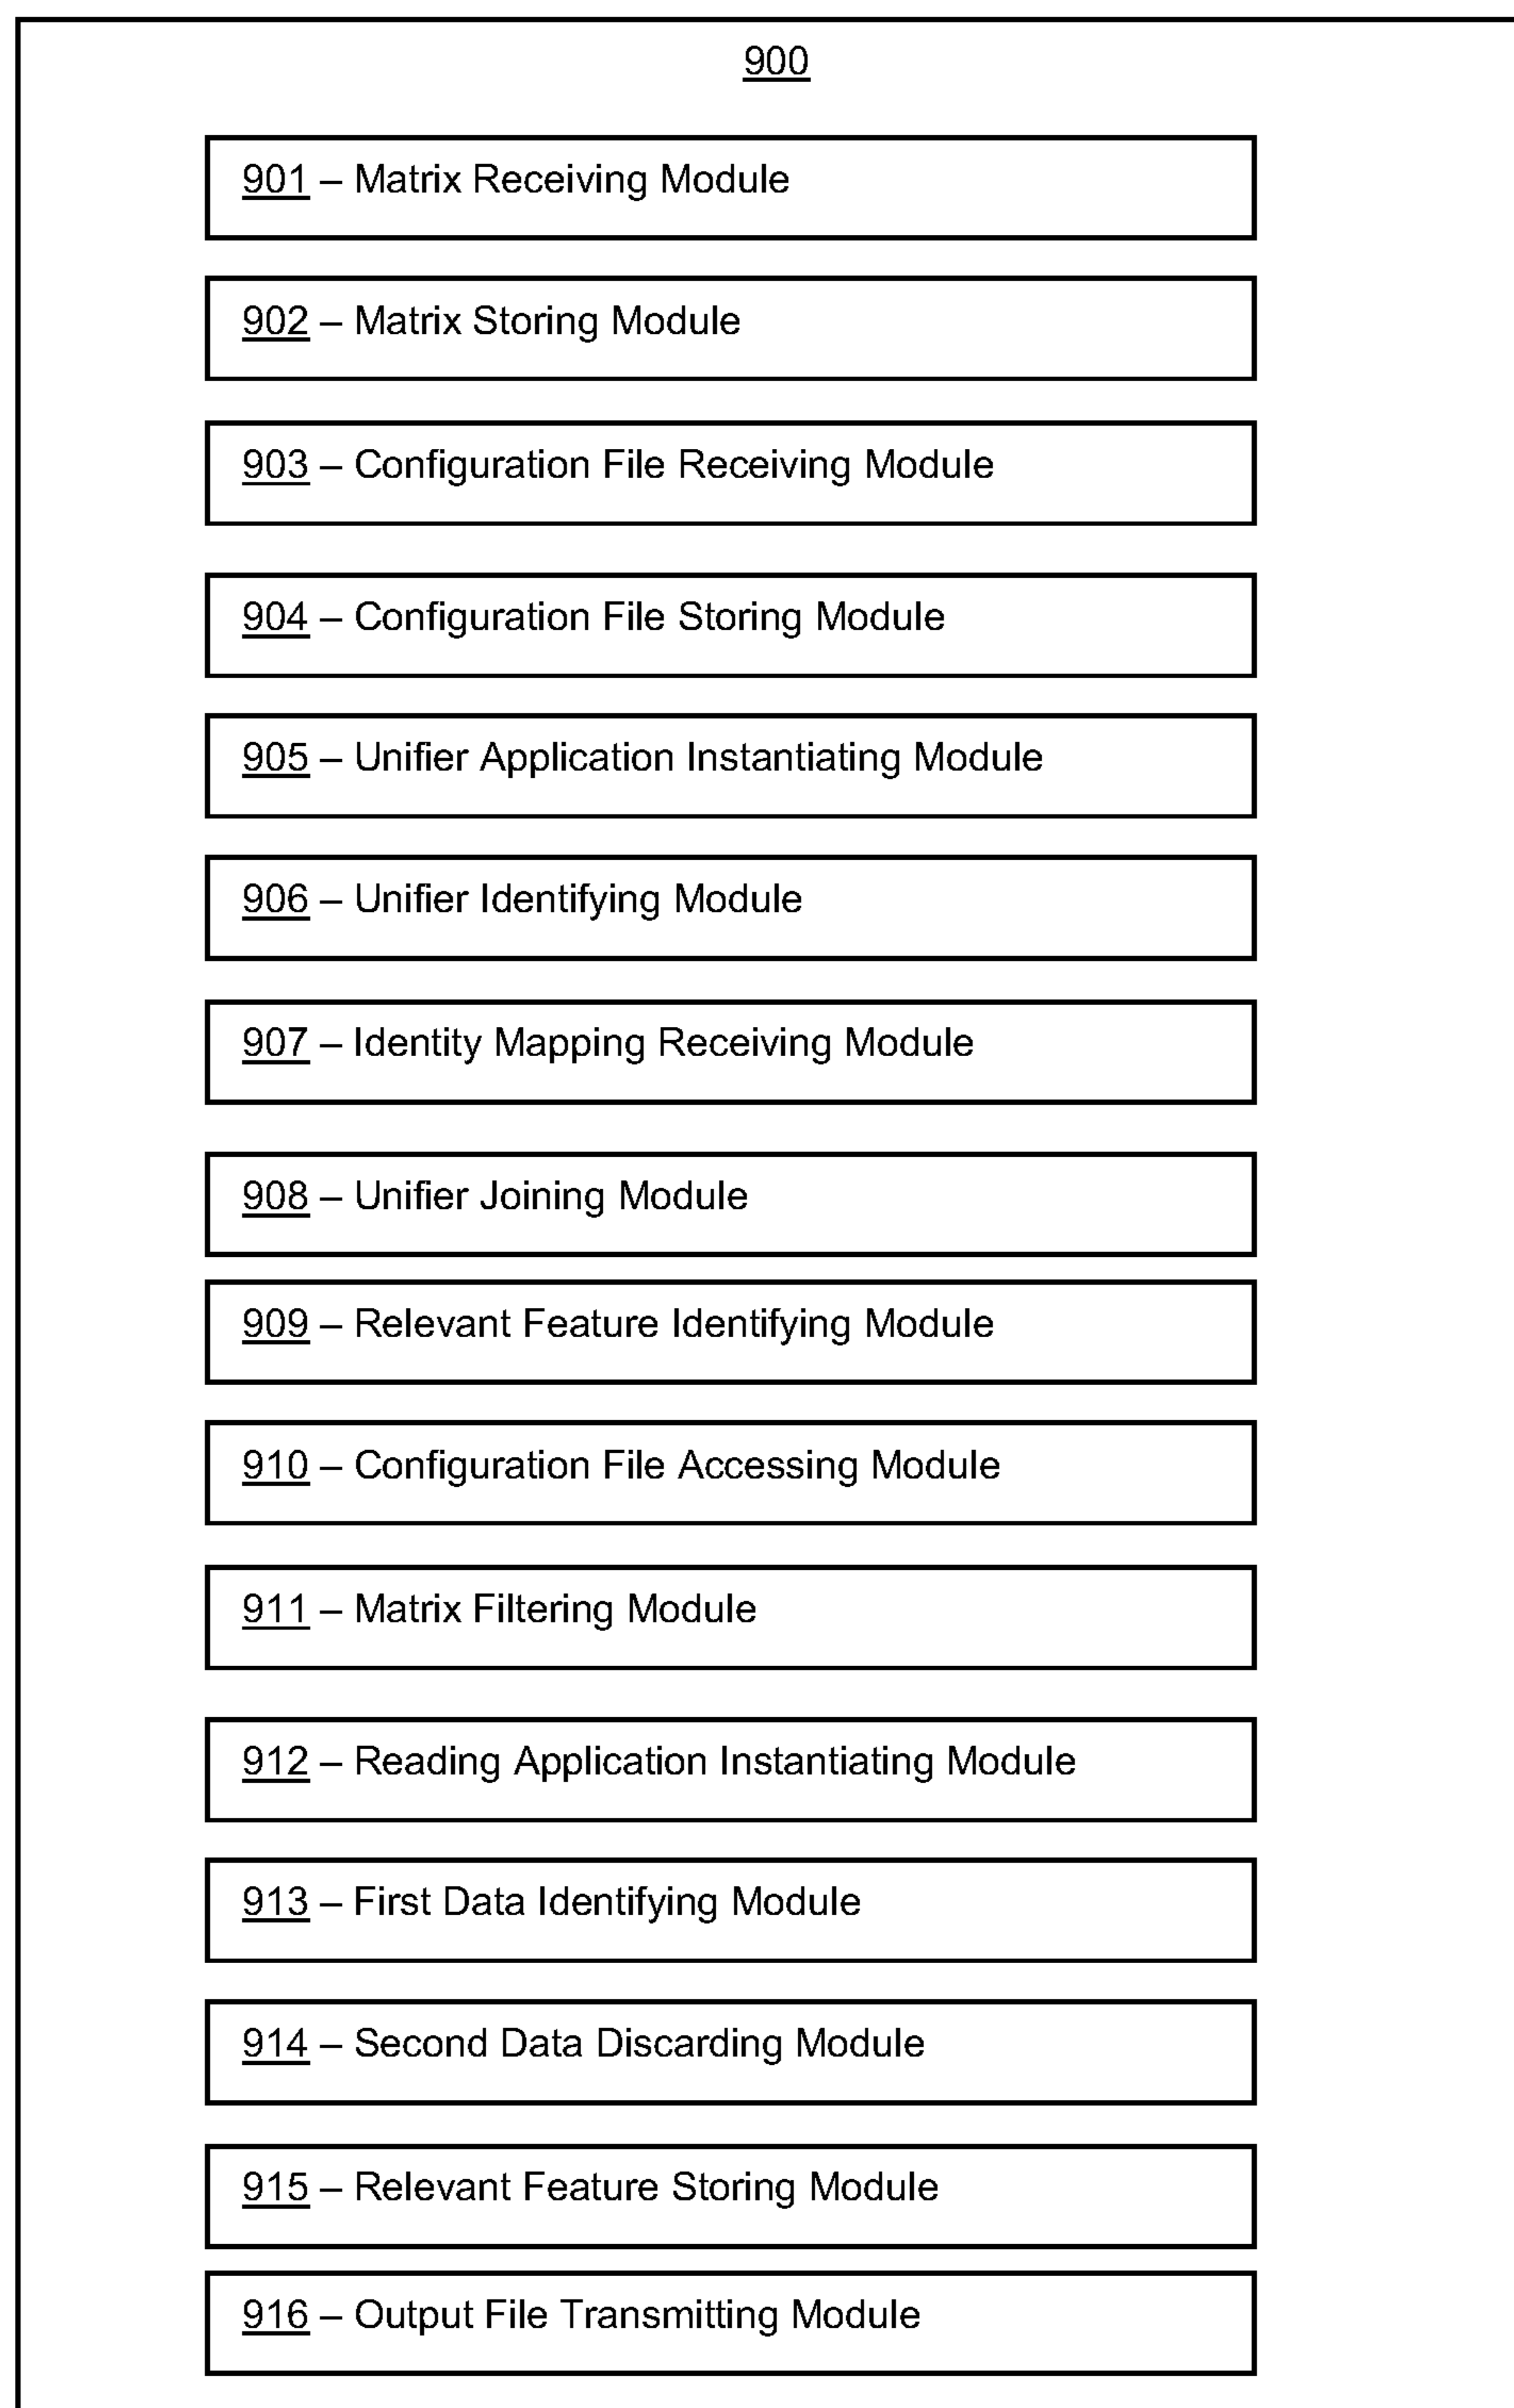 900
901 – Matrix Receiving Module
902 – Matrix Storing Module
903 – Configuration File Receiving Module
904 – Configuration File Storing Module
905 – Unifier Application Instantiating Module
906 – Unifier Identifying Module
907 – Identity Mapping Receiving Module
908 – Unifier Joining Module
909 – Relevant Feature Identifying Module
910 – Configuration File Accessing Module
911 – Matrix Filtering Module
912 – Reading Application Instantiating Module
913 – First Data Identifying Module
914 – Second Data Discarding Module
915 – Relevant Feature Storing Module
916 – Output File Transmitting Module